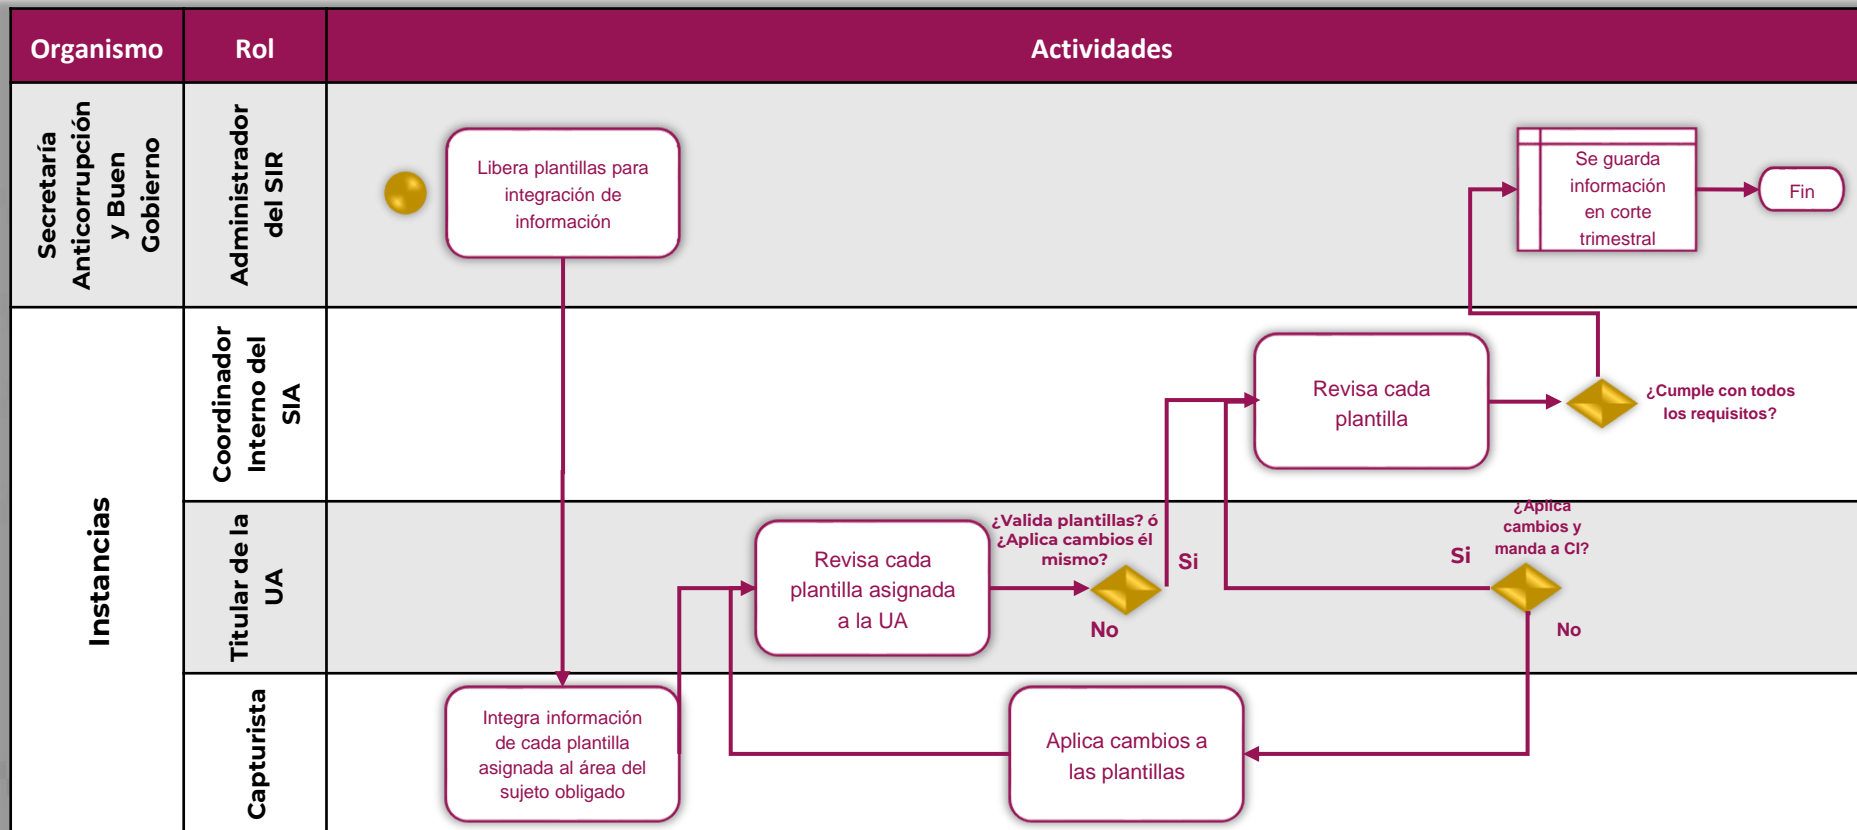 Organismo
Rol
Actividades
Secretaría
Anticorrupción
y Buen
Gobierno
Administrador
del SIR
Libera plantillas para
integración de
información
Se guarda
información
en corte
trimestral
Fin
Instancias
Coordinador
Interno del
SIA
Revisa cada
plantilla
¿Cumple con todos
los requisitos?
Titular de la
UA
Revisa cada
plantilla asignada
a la UA
¿Valida plantillas? ó
¿Aplica cambios él
mismo?
Si
No
¿Aplica
cambios y
manda a CI?
Si
No
Capturista
Integra información
de cada plantilla
asignada al área del
sujeto obligado
Aplica cambios a
las plantillas